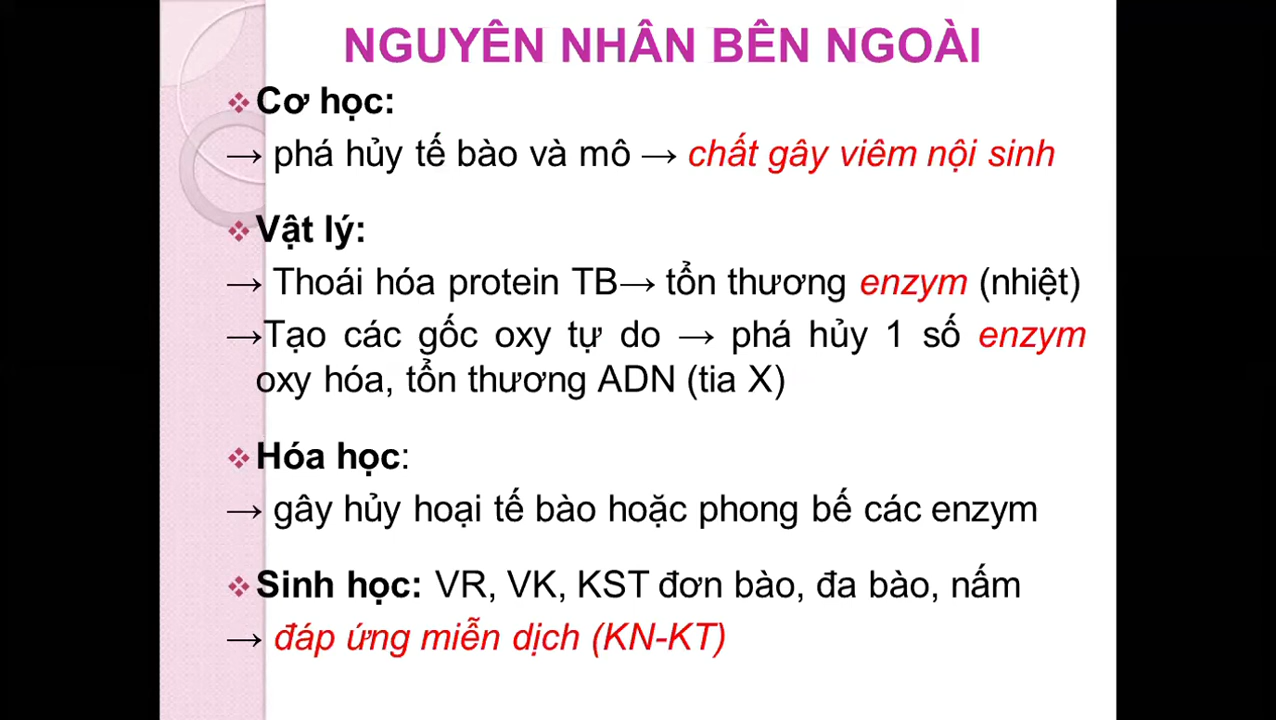 NGUYÊN NHÂN BÊN NGOÀI
❖ Cơ học:
→ phá hủy tế bào và mô → chất gây viêm nội sinh
❖ Vật lý:
→ Thoái hóa protein TB→ tổn thương enzym (nhiệt)
→Tạo các gốc oxy tự do → phá hủy 1 số enzym
oxy hóa, tổn thương ADN (tia X)
❖ Hóa học:
→ gây hủy hoại tế bào hoặc phong bế các enzym
❖ Sinh học: VR, VK, KST đơn bào, đa bào, nấm
→ đáp ứng miễn dịch (KN-KT)